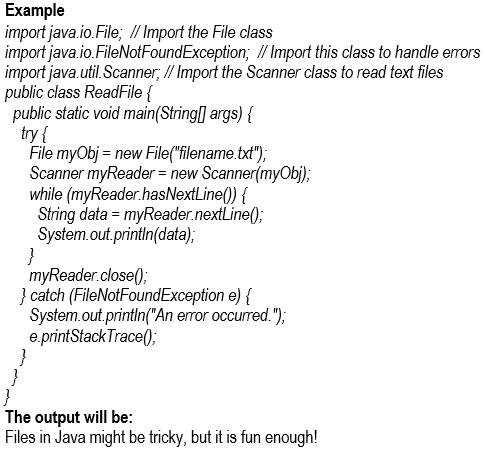 Example
import java.io.File;  // Import the File class
import java.io.FileNotFoundException;  // Import this class to handle errors
import java.util.Scanner; // Import the Scanner class to read text files
public class ReadFile {
  public static void main(String[] args) {
    try {
      File myObj = new File("filename.txt");
      Scanner myReader = new Scanner(myObj);
      while (myReader.hasNextLine()) {
        String data = myReader.nextLine();
        System.out.println(data);
      }
      myReader.close();
    } catch (FileNotFoundException e) {
      System.out.println("An error occurred.");
      e.printStackTrace();
    }
  }
}
The output will be:
Files in Java might be tricky, but it is fun enough!